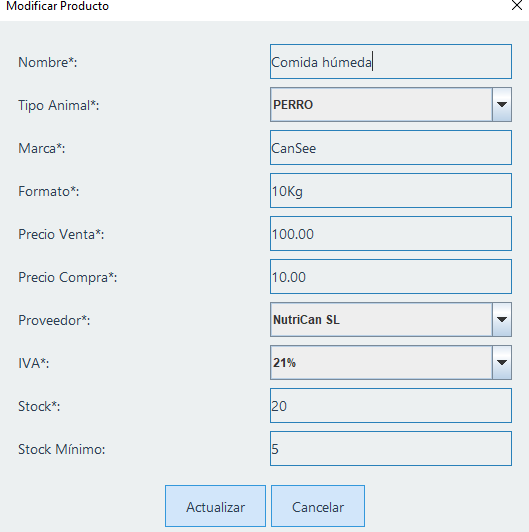 Modificar Producto
Nombre*: Comida húmeda
Tipo Animal*: PERRO
Marca*: CanSee
Formato*: 10Kg
Precio Venta*: 100.00
Precio Compra*: 10.00
Proveedor*: NutriCan SL
IVA*: 21%
Stock*: 20
Stock Mínimo: 5
Actualizar Cancelar